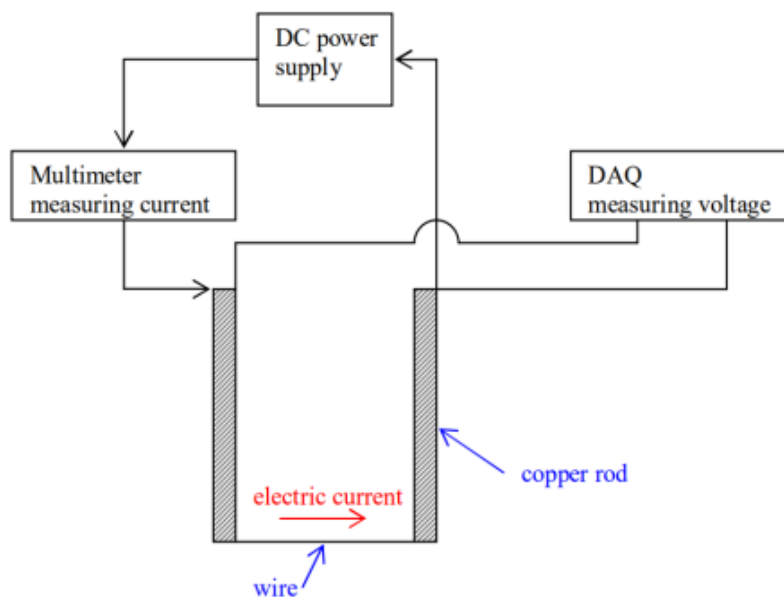 DC power
supply
Multimeter
measuring current
DAQ
measuring voltage
copper rod
electric current
wire